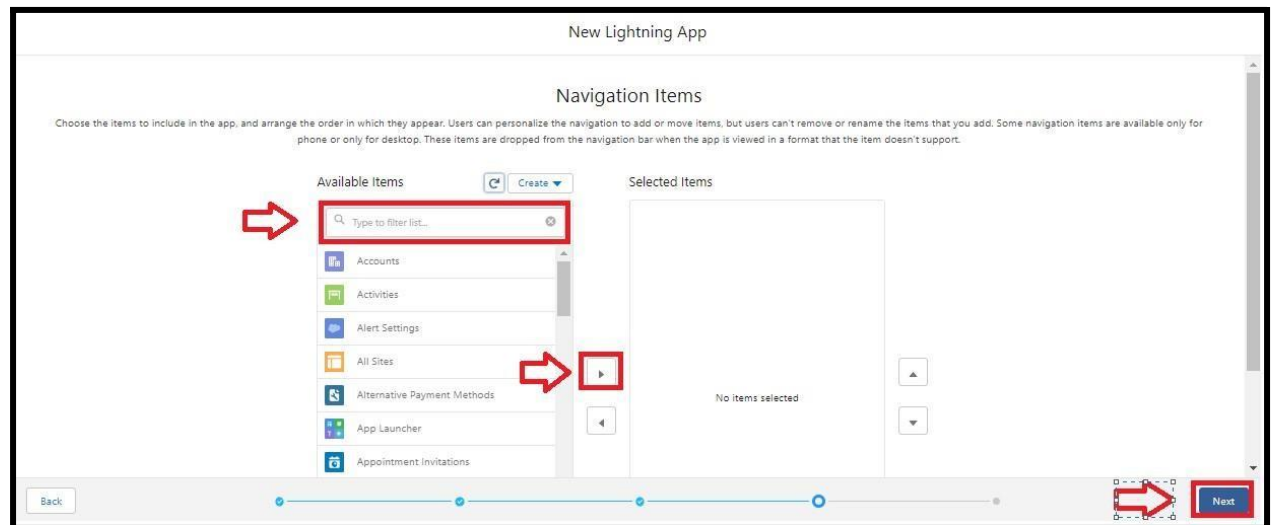 New Lightning App
Navigation Items
Choose the items to include in the app, and arrange the order in which they appear. Users can personalize the navigation to add or move items, but users can't remove or rename the items that you add. Some navigation items are available only for
phone or only for desktop. These items are dropped from the navigation bar when the app is viewed in a format that the item doesn't support.
Available Items
Create
Selected Items
Type to filter list...
Accounts
Activities
Alert Settings
All Sites
Alternative Payment Methods
App Launcher
Appointment Invitations
No items selected
Back
Next